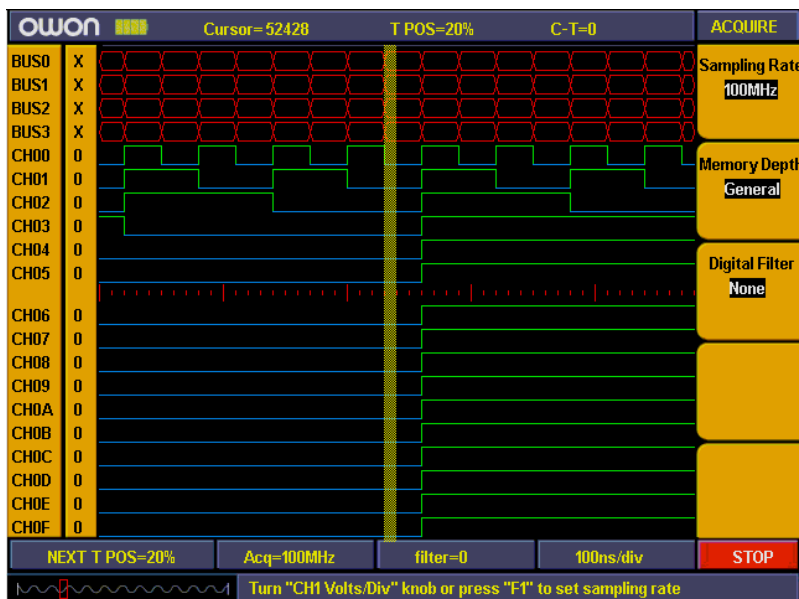 OWON Cursor=52428 T POS=20% C-T=0 ACQUIRE
BUS0 X
BUS1 X
BUS2 X
BUS3 X
CH00 0
CH01 0
CH02 0
CH03 0
CH04 0
CH05 0
CH06 0
CH07 0
CH08 0
CH09 0
CH0A 0
CH0B 0
CH0C 0
CH0D 0
CH0E 0
CH0F 0
Sampling Rate
100MHz
Memory Depth
General
Digital Filter
None
NEXT T POS=20% Acq=100MHz filter=0 100ns/div STOP
Turn "CH1 Volts/Div" knob or press "F1" to set sampling rate